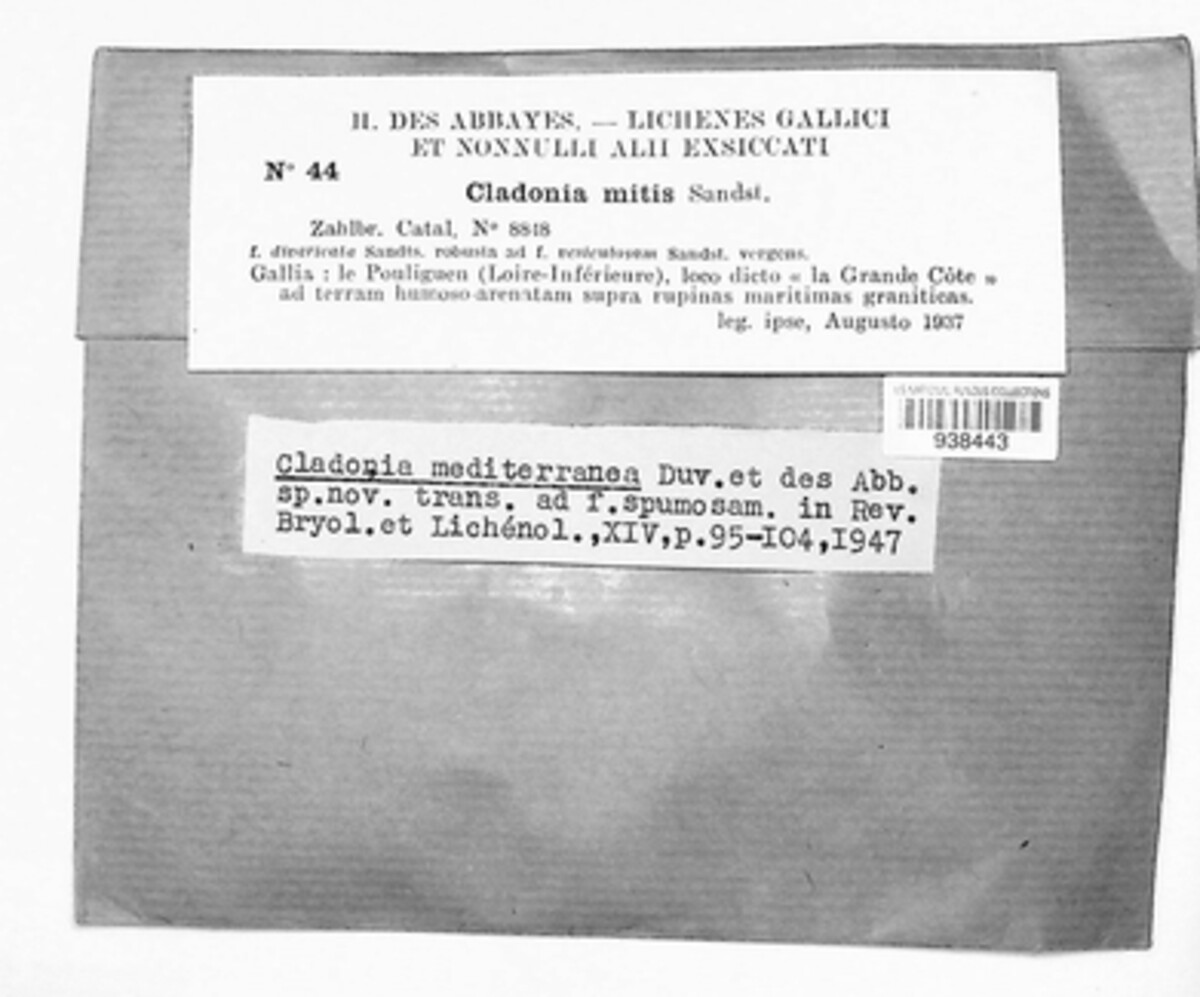 H. DES ABBAYES. — LICHENES GALLICI
ET NONNULLI ALII EXSICCATI
N° 44
Cladonia mitis Sandst.
Zahlbr. Catal. N° 8848
f. divaricata Sandts. robusta ad f. vesiculosam Sandst. vergens.
Gallia : le Pouliguen (Loire-Inférieure), loco dicto « la Grande Côte »
ad terram humoso-arenatam supra rupinas maritimas graniticas.
leg. ipse, Augusto 1937
938443
Cladonia mediterranea Duv.et des Abb.
sp.nov. trans. ad f.spumosam. in Rev.
Bryol.et Lichénol.,XIV,p.95-I04,I947